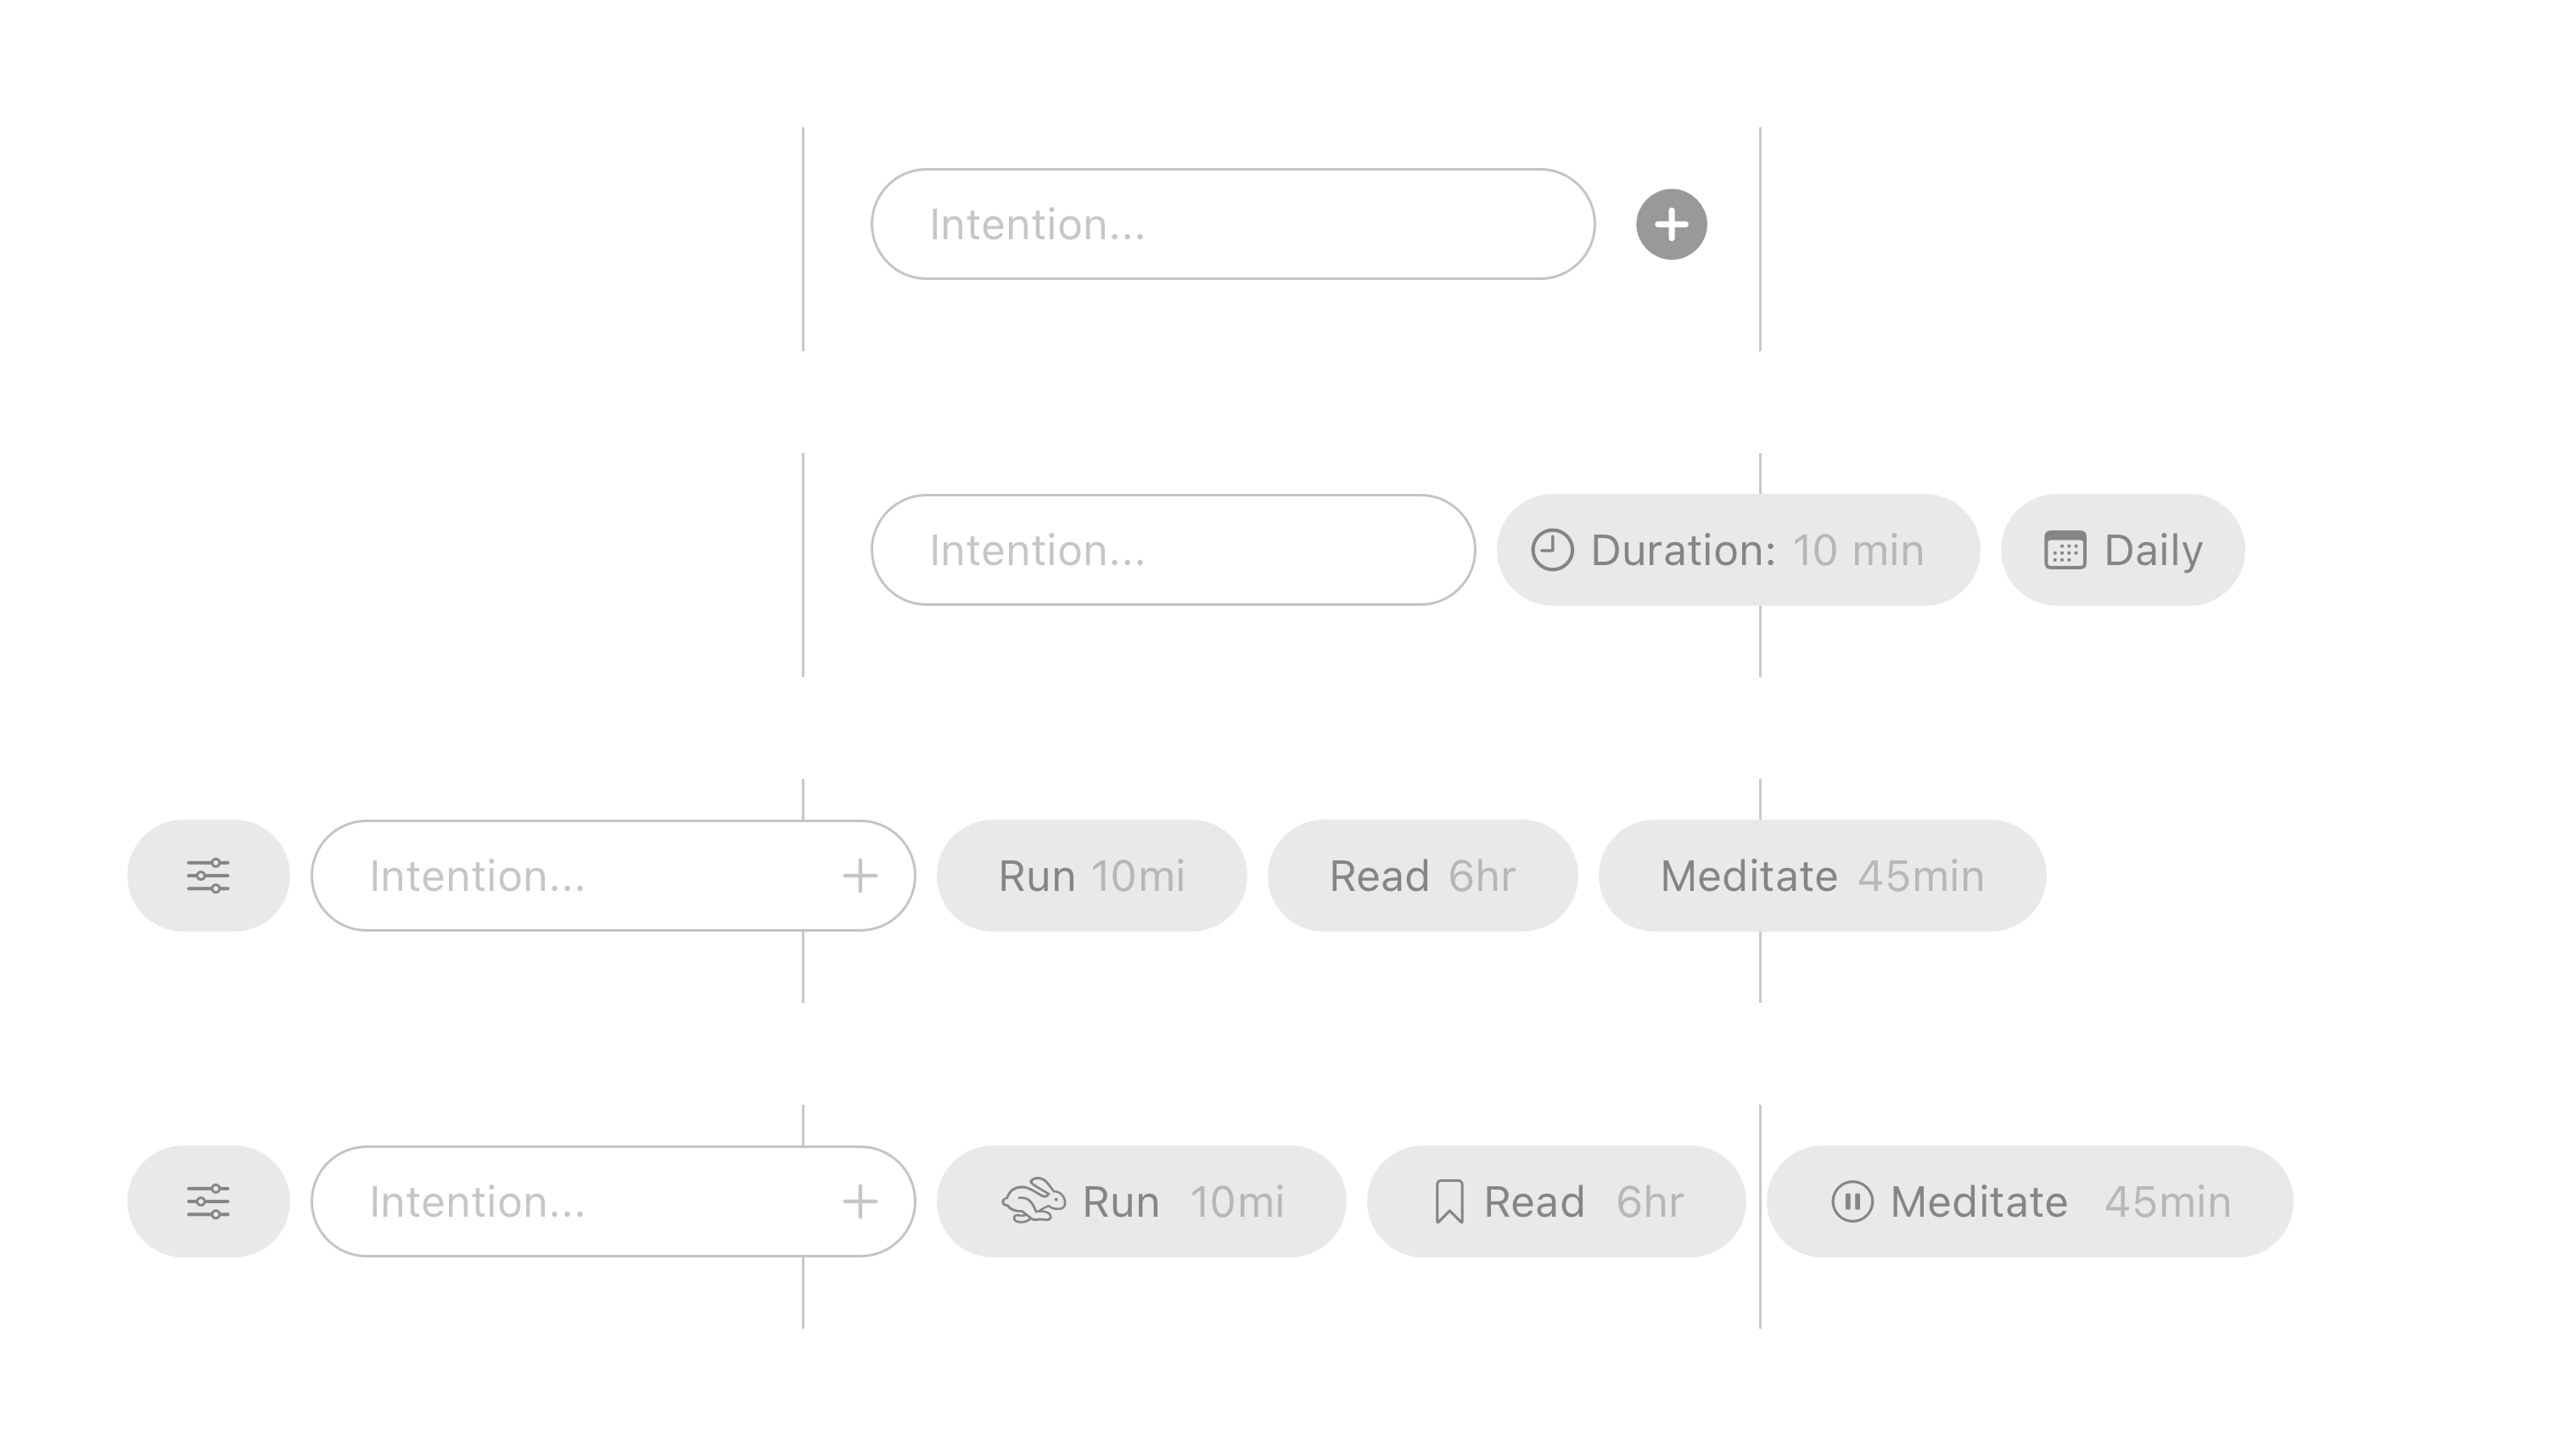 Intention...
Intention... Duration: 10 min Daily
Intention... Run 10mi Read 6hr Meditate 45min
Intention... Run 10mi Read 6hr Meditate 45min